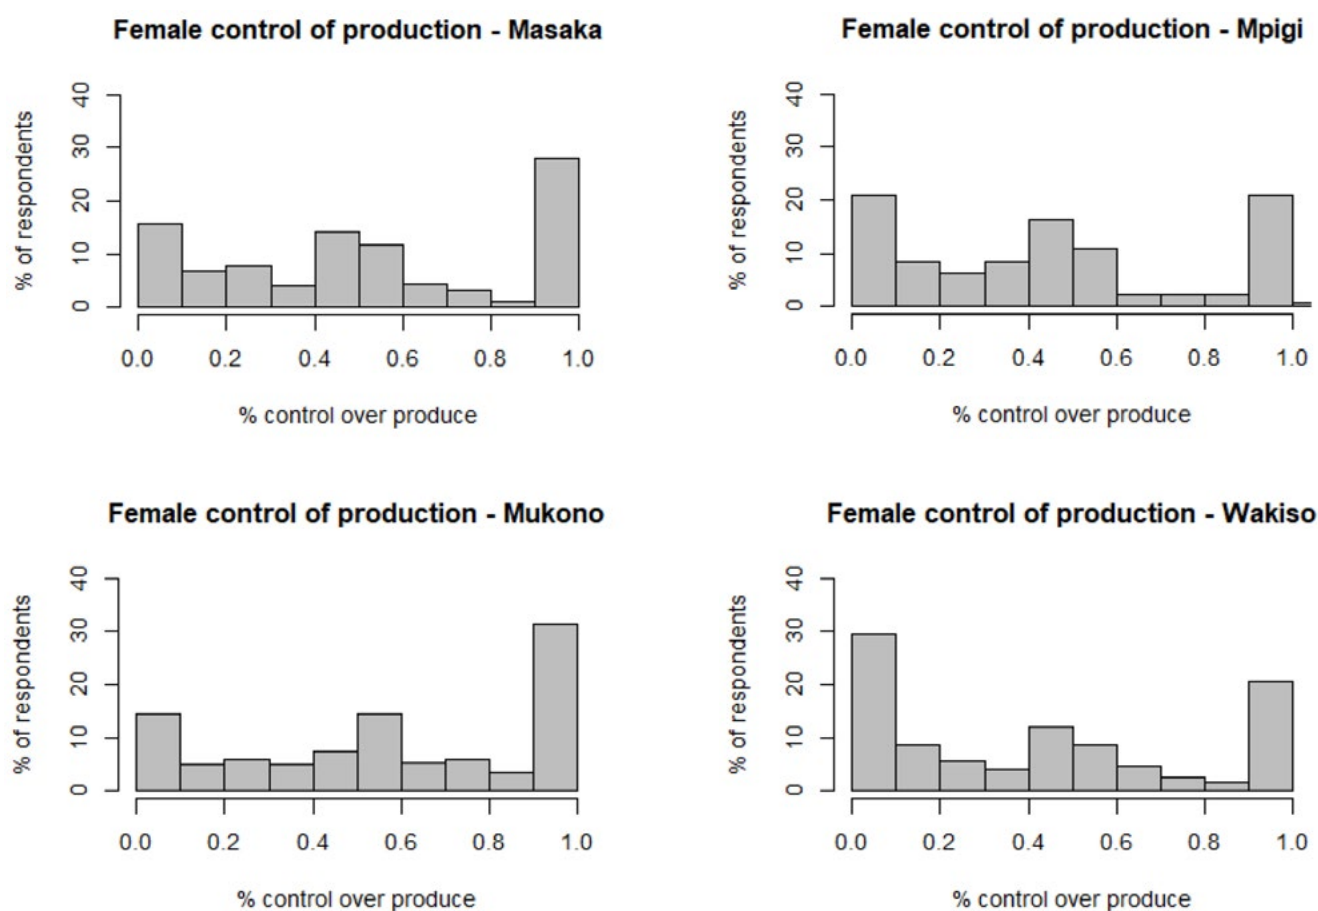 Female control of production - Masaka
% of respondents
40
30
20
10
0
0.0 0.2 0.4 0.6 0.8 1.0
% control over produce
Female control of production - Mpigi
% of respondents
40
30
20
10
0
0.0 0.2 0.4 0.6 0.8 1.0
% control over produce
Female control of production - Mukono
% of respondents
40
30
20
10
0
0.0 0.2 0.4 0.6 0.8 1.0
% control over produce
Female control of production - Wakiso
% of respondents
40
30
20
10
0
0.0 0.2 0.4 0.6 0.8 1.0
% control over produce